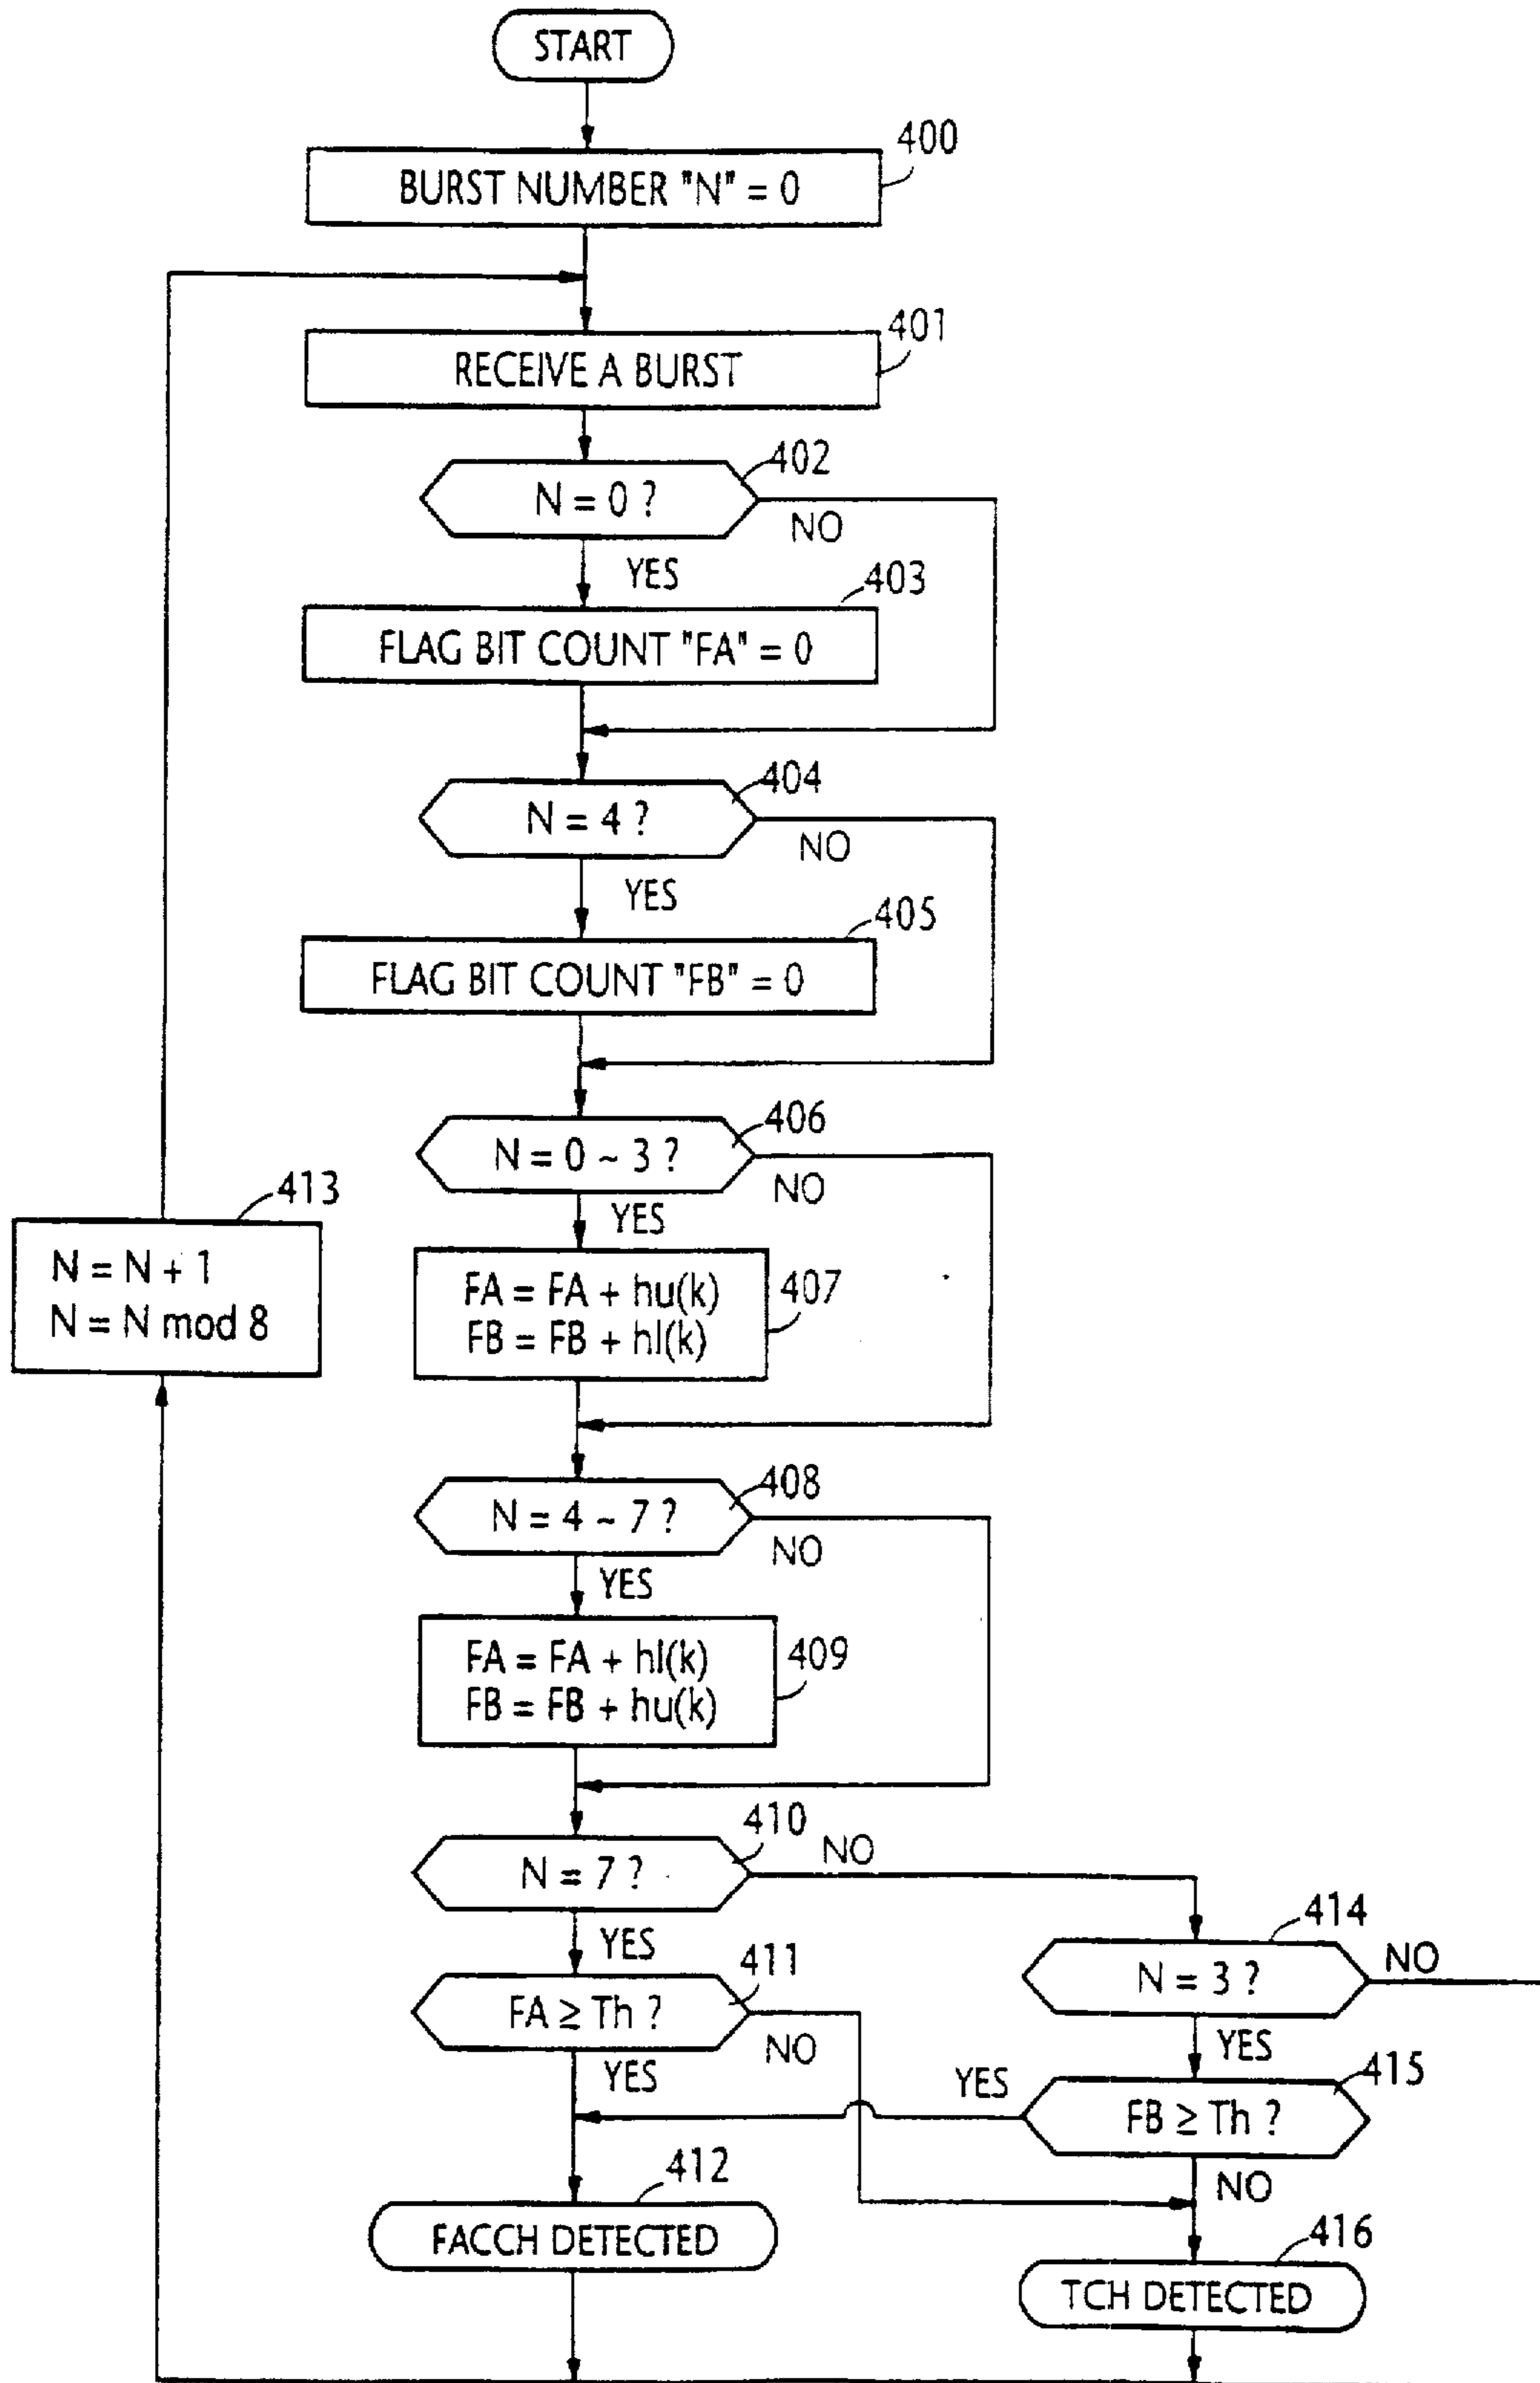 START
400
BURST NUMBER "N" = 0
401
RECEIVE A BURST
402
N = 0 ?
NO
YES
403
FLAG BIT COUNT "FA" = 0
404
N = 4 ?
NO
YES
405
FLAG BIT COUNT "FB" = 0
406
N = 0 ~ 3 ?
NO
YES
413
N = N + 1
N = N mod 8
407
FA = FA + hu(k)
FB = FB + hl(k)
408
N = 4 ~ 7 ?
NO
YES
409
FA = FA + hl(k)
FB = FB + hu(k)
410
N = 7 ?
NO
YES
414
N = 3 ?
NO
YES
411
FA ≥ Th ?
NO
YES
415
FB ≥ Th ?
YES
NO
412
FACCH DETECTED
416
TCH DETECTED